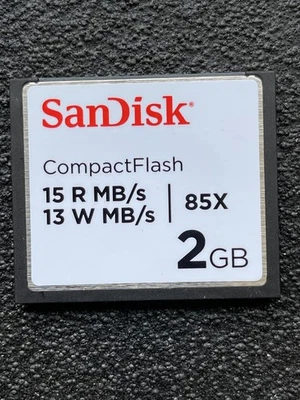 SanDisk®
CompactFlash
15 R MB/s
13 W MB/s | 85X
2GB